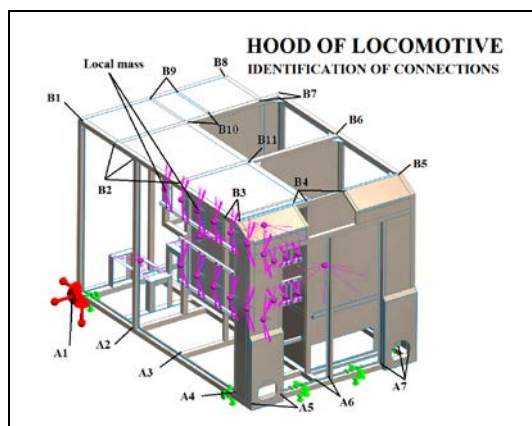 HOOD OF LOCOMOTIVE
IDENTIFICATION OF CONNECTIONS
Local mass
B8
B9
B7
B1
B10
B6
B11
B5
B2
B3
B4
A1
A2
A3
A4
A5
A6
A7